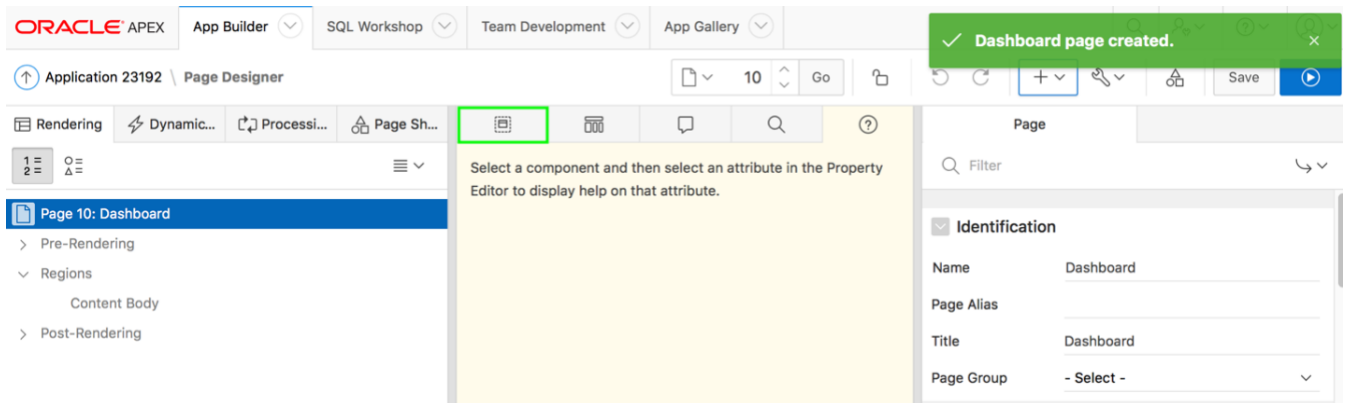 ORACLE APEX App Builder SQL Workshop Team Development App Gallery
Dashboard page created.
Application 23192 \ Page Designer 10 Go Save
Rendering Dynamic... Processi... Page Sh... Page
Filter
Select a component and then select an attribute in the Property
Editor to display help on that attribute.
Page 10: Dashboard
Pre-Rendering
Regions
Content Body
Post-Rendering
Identification
Name Dashboard
Page Alias
Title Dashboard
Page Group - Select -